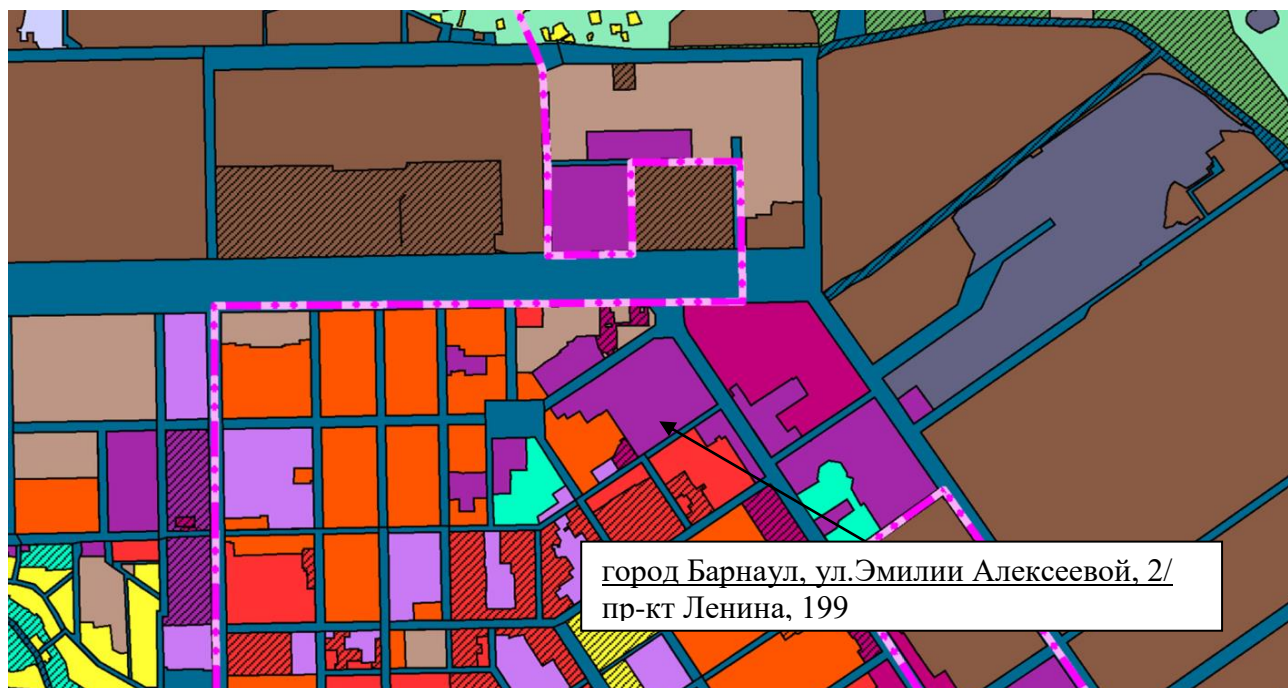 город Барнаул, ул.Эмилии Алексеевой, 2/
пр-кт Ленина, 199